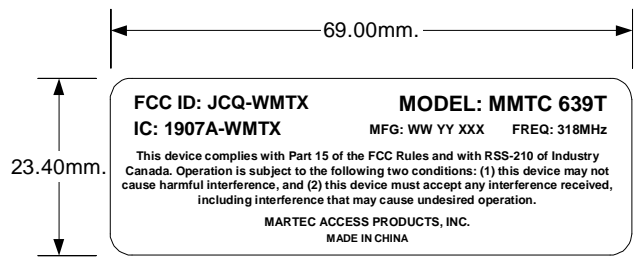 69.00mm.
FCC ID: JCQ-WMTX MODEL: MMTC 639T
IC: 1907A-WMTX MFG: WW YY XXX FREQ: 318MHz
23.40mm.
This device complies with Part 15 of the FCC Rules and with RSS-210 of Industry
Canada. Operation is subject to the following two conditions: (1) this device may not
cause harmful interference, and (2) this device must accept any interference received,
including interference that may cause undesired operation.
MARTEC ACCESS PRODUCTS, INC.
MADE IN CHINA